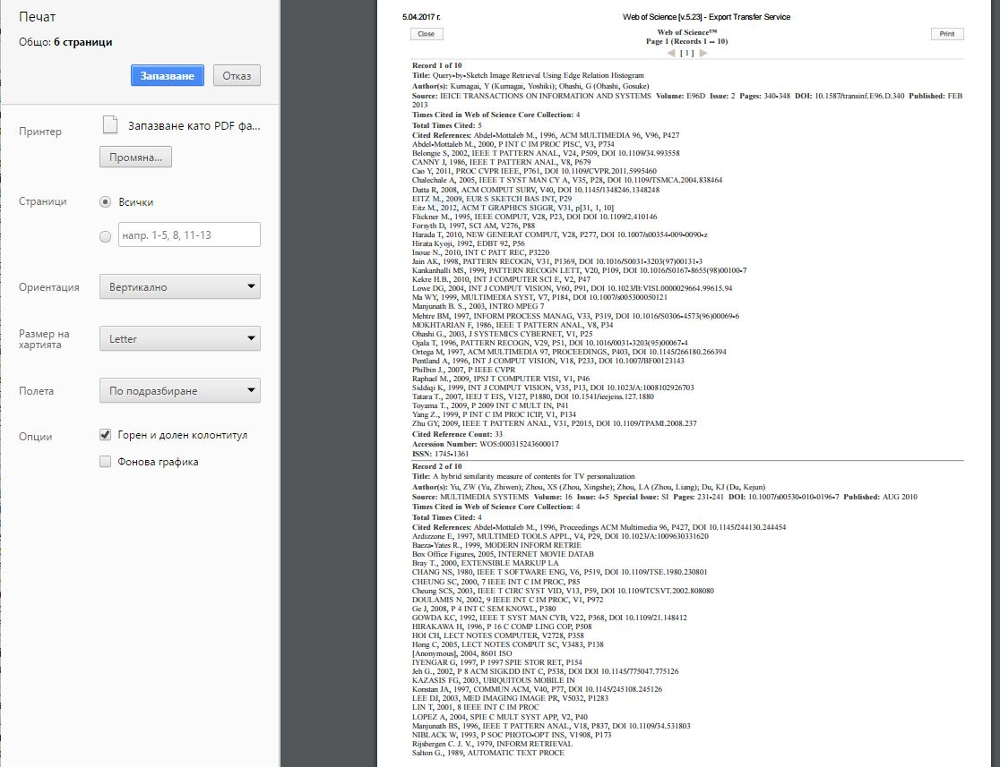 Печат
Общо: 6 страници
Запазване
Отказ
Принтер
Запазване като PDF фа...
Промяна...
Страници
Всички
напр. 1-5, 8, 11-13
Ориентация
Вертикално
Размер на
хартията
Letter
Полета
По подразбиране
Опции
Горен и долен колонтитул
Фонова графика
5.04.2017 г.
Web of Science [v.5.23] - Export Transfer Service
Close
Web of Science™
Page 1 (Records 1 -- 10)
[ 1 ]
Print
Record 1 of 10
Title: Query-by-Sketch Image Retrieval Using Edge Relation Histogram
Author(s): Kumagai, Y (Kumagai, Yoshiki); Ohashi, G (Ohashi, Gosuke)
Source: IEICE TRANSACTIONS ON INFORMATION AND SYSTEMS Volume: E96D Issue: 2 Pages: 340-348 DOI: 10.1587/transinf.E96.D.340 Published: FEB
2013
Times Cited in Web of Science Core Collection: 4
Total Times Cited: 5
Cited References: Abdel-Mottaleb M., 1996, ACM MULTIMEDIA 96, V96, P427
Abdel-Mottaleb M., 2000, P INT C IM PROC PISC, V3, P734
Belongie S, 2002, IEEE T PATTERN ANAL, V24, P509, DOI 10.1109/34.993558
CANNY J, 1986, IEEE T PATTERN ANAL, V8, P679
Cao Y, 2011, PROC CVPR IEEE, P761, DOI 10.1109/CVPR.2011.5995460
Chalechale A, 2005, IEEE T SYST MAN CY A, V35, P28, DOI 10.1109/TSMCA.2004.838464
Datta R, 2008, ACM COMPUT SURV, V40, DOI 10.1145/1348246.1348248
EITZ M., 2009, EUR S SKETCH BAS INT, P29
Eitz M., 2012, ACM T GRAPHICS SIGGR, V31, p[31, 1, 10]
Flickner M., 1995, IEEE COMPUT, V28, P23, DOI DOI 10.1109/2.410146
Forsyth D, 1997, SCI AM, V276, P88
Harada T, 2010, NEW GENERAT COMPUT, V28, P277, DOI 10.1007/s00354-009-0090-z
Hirata Kyoji, 1992, EDBT 92, P56
Inoue N., 2010, INT C PATT REC, P3220
Jain AK, 1998, PATTERN RECOGN, V31, P1369, DOI 10.1016/S0031-3203(97)00131-3
Kankanhalli MS, 1999, PATTERN RECOGN LETT, V20, P109, DOI 10.1016/S0167-8655(98)00100-7
Kekre H.B., 2010, INT J COMPUTER SCI E, V2, P47
Lowe DG, 2004, INT J COMPUT VISION, V60, P91, DOI 10.1023/B:VISI.0000029664.99615.94
Ma WY, 1999, MULTIMEDIA SYST, V7, P184, DOI 10.1007/s005300050121
Manjunath B. S., 2003, INTRO MPEG 7
Mehtre BM, 1997, INFORM PROCESS MANAG, V33, P319, DOI 10.1016/S0306-4573(96)00069-6
MOKHTARIAN F, 1986, IEEE T PATTERN ANAL, V8, P34
Ohashi G., 2003, J SYSTEMICS CYBERNET, V1, P25
Ojala T, 1996, PATTERN RECOGN, V29, P51, DOI 10.1016/0031-3203(95)00067-4
Ortega M, 1997, ACM MULTIMEDIA 97, PROCEEDINGS, P403, DOI 10.1145/266180.266394
Pentland A, 1996, INT J COMPUT VISION, V18, P233, DOI 10.1007/BF00123143
Philbin J., 2007, P IEEE CVPR
Raphael M., 2009, IPSJ T COMPUTER VISI, V1, P46
Siddiqi K, 1999, INT J COMPUT VISION, V35, P13, DOI 10.1023/A:1008102926703
Tatara T., 2007, IEEJ T EIS, V127, P1880, DOI 10.1541/ieejeiss.127.1880
Toyama T., 2009, P 2009 INT C MULT IN, P41
Yang Z., 1999, P INT C IM PROC ICIP, V1, P134
Zhu GY, 2009, IEEE T PATTERN ANAL, V31, P2015, DOI 10.1109/TPAMI.2008.237
Cited Reference Count: 33
Accession Number: WOS:000315243600017
ISSN: 1745-1361
Record 2 of 10
Title: A hybrid similarity measure of contents for TV personalization
Author(s): Yu, ZW (Yu, Zhiwen); Zhou, XS (Zhou, Xingshe); Zhou, LA (Zhou, Liang); Du, KJ (Du, Kejun)
Source: MULTIMEDIA SYSTEMS Volume: 16 Issue: 4-5 Special Issue: SI Pages: 231-241 DOI: 10.1007/s00530-010-0196-7 Published: AUG 2010
Times Cited in Web of Science Core Collection: 4
Total Times Cited: 4
Cited References: Abdel-Mottaleb M., 1996, Proceedings ACM Multimedia 96, P427, DOI 10.1145/244130.244454
Ardizzone E, 1997, MULTIMED TOOLS APPL, V4, P29, DOI 10.1023/A:1009630331620
Baeza-Yates R., 1999, MODERN INFORM RETRIE
Box Office Figures, 2005, INTERNET MOVIE DATAB
Bray T., 2000, EXTENSIBLE MARKUP LA
CHANG NS, 1980, IEEE T SOFTWARE ENG, V6, P519, DOI 10.1109/TSE.1980.230801
CHEUNG SC, 2000, 7 IEEE INT C IM PROC, P85
Cheung SCS, 2003, IEEE T CIRC SYST VID, V13, P59, DOI 10.1109/TCSVT.2002.808080
DOULAMIS N, 2002, 9 IEEE INT C IM PROC, V1, P972
Ge J, 2008, P 4 INT C SEM KNOWL, P380
GOWDA KC, 1992, IEEE T SYST MAN CYB, V22, P368, DOI 10.1109/21.148412
HIRAKAWA H, 1996, P 16 C COMP LING COP, P508
HOI CH, LECT NOTES COMPUTER, V2728, P358
Hong C, 2005, LECT NOTES COMPUT SC, V3483, P138
[Anonymous], 2004, 8601 ISO
IYENGAR G, 1997, P 1997 SPIE STOR RET, P154
Jeh G., 2002, P 8 ACM SIGKDD INT C, P538, DOI DOI 10.1145/775047.775126
KAZASIS FG, 2003, UBIQUITOUS MOBILE IN
Konstan JA, 1997, COMMUN ACM, V40, P77, DOI 10.1145/245108.245126
LEE DJ, 2003, MED IMAGING IMAGE PR, V5032, P1283
LIN T, 2001, 8 IEEE INT C IM PROC
LOPEZ A, 2004, SPIE C MULT SYST APP, V2, P40
Manjunath BS, 1996, IEEE T PATTERN ANAL, V18, P837, DOI 10.1109/34.531803
NIBLACK W, 1993, P SOC PHOTO-OPT INS, V1908, P173
Rijsbergen C. J. V., 1979, INFORM RETRIEVAL
Salton G., 1989, AUTOMATIC TEXT PROCE